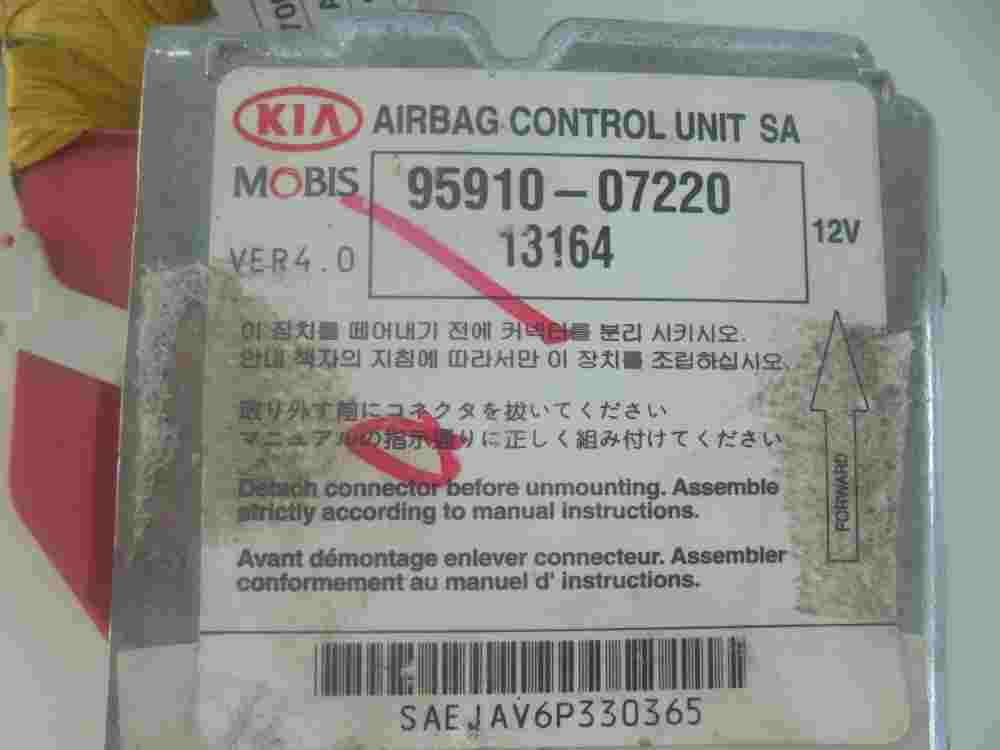 KIA AIRBAG CONTROL UNIT SA
MOBIS 95910-07220
VER4.0 13164 12V
이 장치를 떼어내기 전에 커넥터를 분리 시키시오.
안내 책자의 지침에 따라서만 이 장치를 조립하십시오.
取り外す前にコネクタを抜いてください
マニュアルの指示通りに正しく組み付けてください
FORWARD
Detach connector before unmounting. Assemble
strictly according to manual instructions.
Avant démontage enlever connecteur. Assembler
conformement au manuel d' instructions.
SAEJAV6P330365